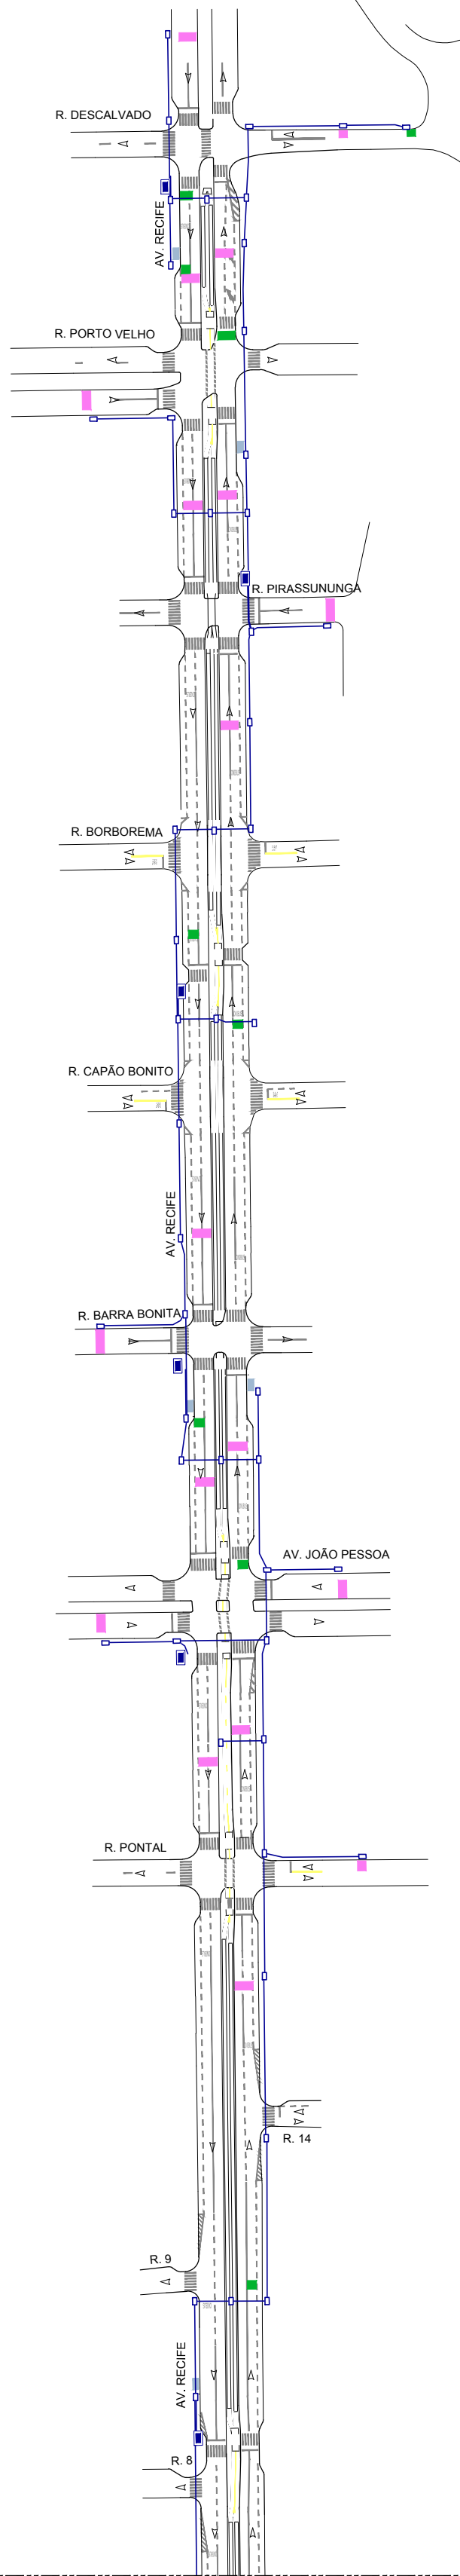 R. DESCALVADO
AV. RECIFE
R. PORTO VELHO
R. PIRASSUNUNGA
R. BORBOREMA
R. CAPÃO BONITO
AV. RECIFE
R. BARRA BONITA
AV. JOÃO PESSOA
R. PONTAL
R. 14
R. 9
AV. RECIFE
R. 8